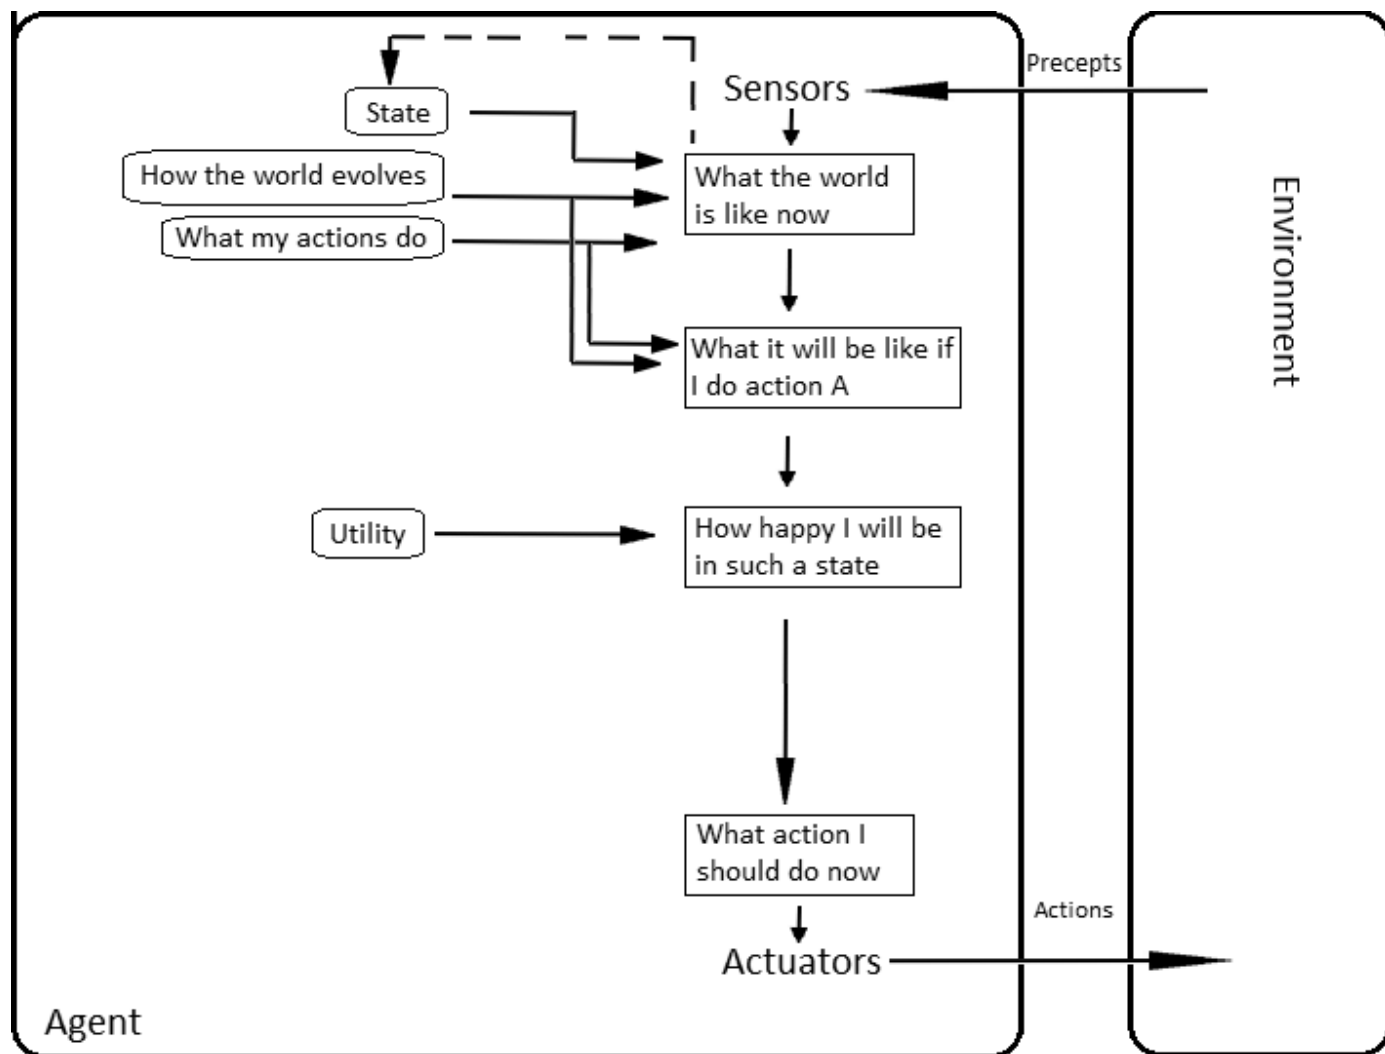 Precepts
Sensors
State
How the world evolves
What the world
is like now
What my actions do
Environment
What it will be like if
I do action A
Utility
How happy I will be
in such a state
What action I
should do now
Actions
Actuators
Agent